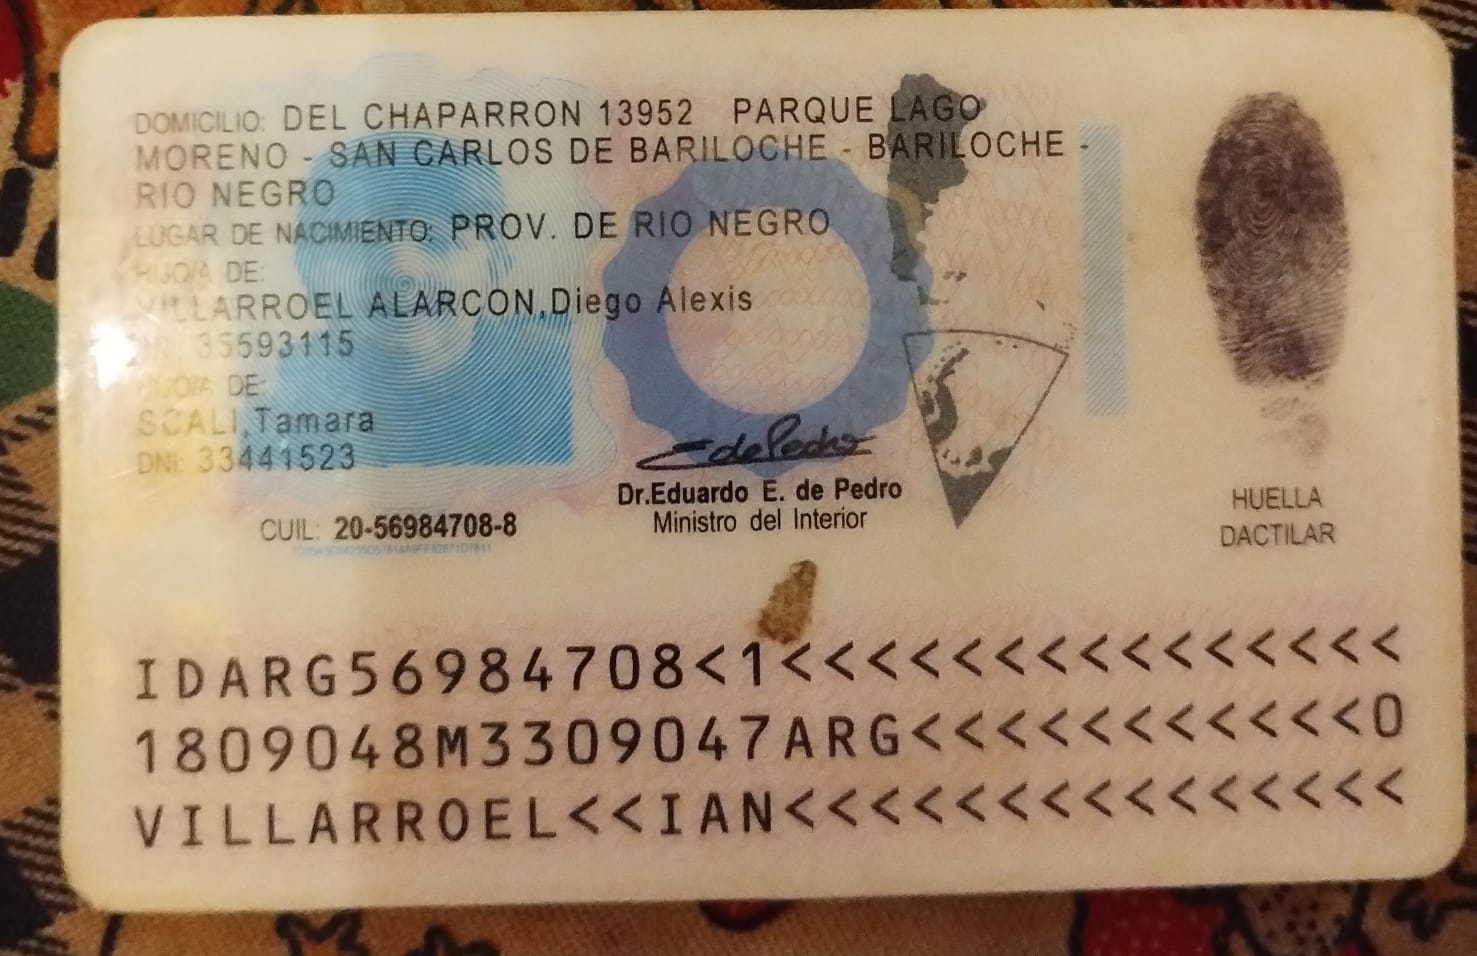 DOMICILIO: DEL CHAPARRON 13952 PARQUE LAGO
MORENO - SAN CARLOS DE BARILOCHE - BARILOCHE -
RIO NEGRO
LUGAR DE NACIMIENTO: PROV. DE RIO NEGRO
HIJO/A DE:
VILLARROEL ALARCON,Diego Alexis
DNI: 35593115
HIJO/A DE:
SCALI,Tamara
DNI: 33441523
CUIL: 20-56984708-8
Dr.Eduardo E. de Pedro
Ministro del Interior
HUELLA
DACTILAR
IDARG56984708<1<<<<<<<<<<<<<<<
1809048M3309047ARG<<<<<<<<<<<0
VILLARROEL<<IAN<<<<<<<<<<<<<<<